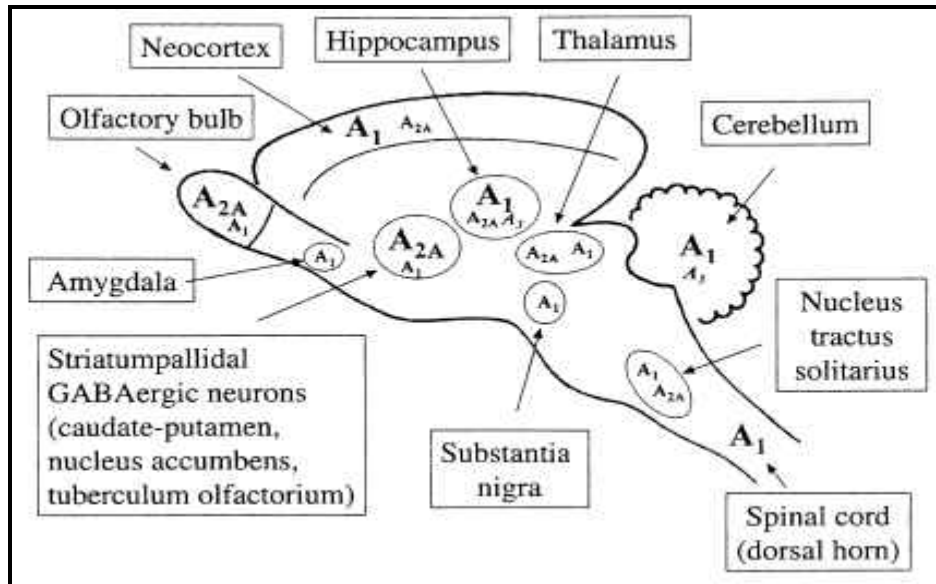 Neocortex
Hippocampus
Thalamus
Olfactory bulb
Cerebellum
A1 A2A
A2A
A1
A1
A2A
A1
A1
A2A A3
A2A A1
A1
A3
A1
Amygdala
Nucleus
tractus
solitarius
Striatumpallidal
GABAergic neurons
(caudate-putamen,
nucleus accumbens,
tuberculum olfactorium)
A1
A2A
Substantia
nigra
A1
Spinal cord
(dorsal horn)